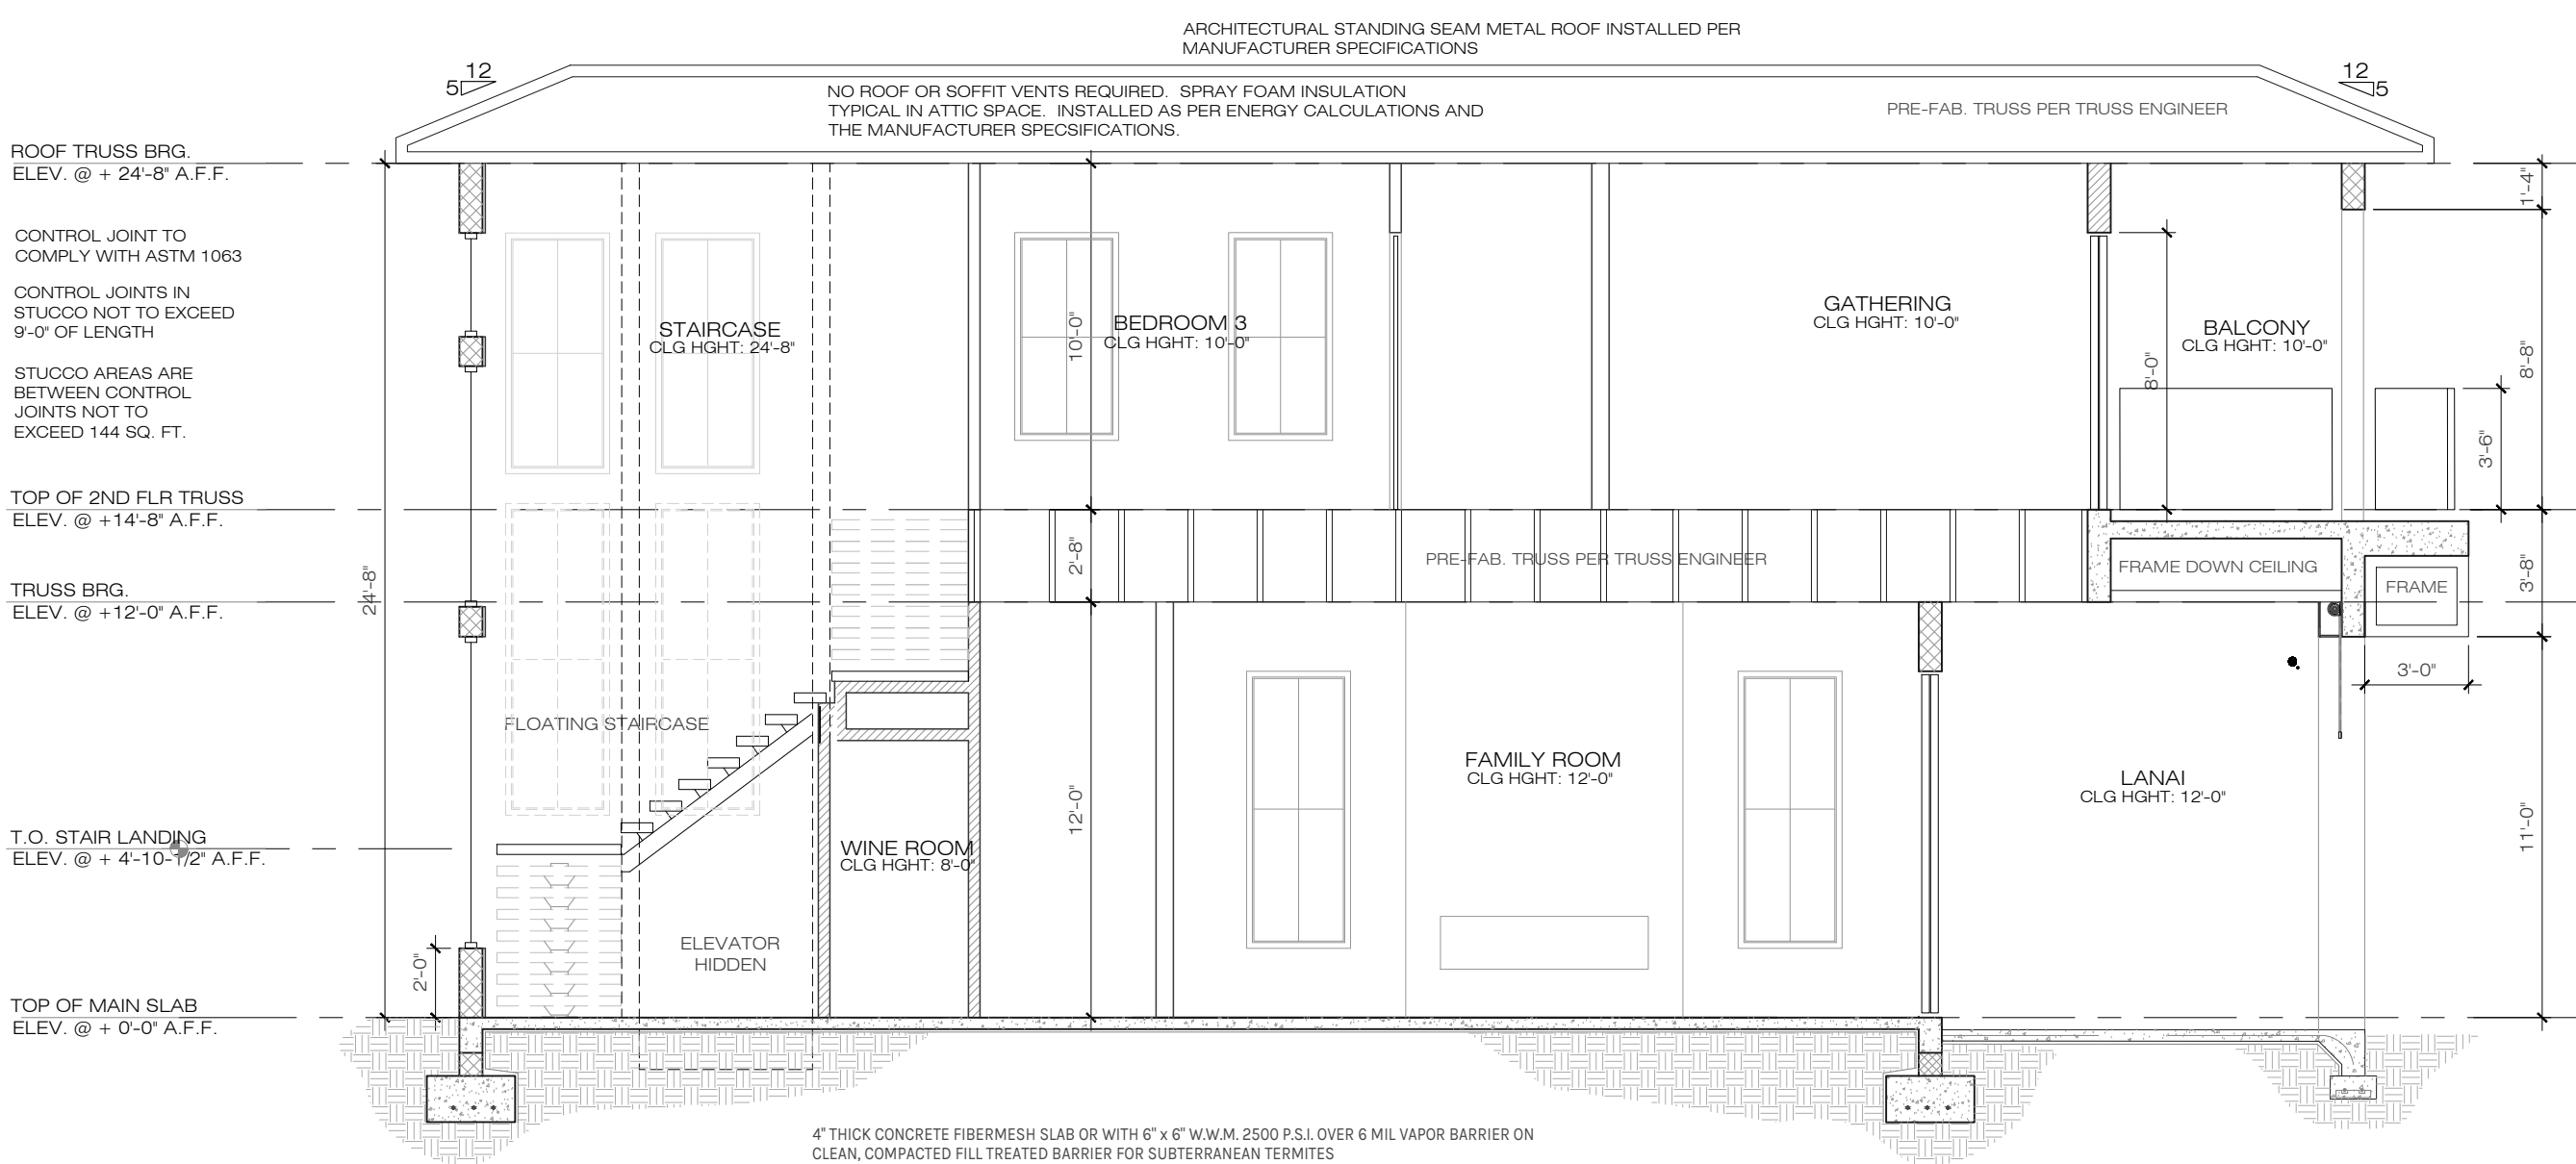 ARCHITECTURAL STANDING SEAM METAL ROOF INSTALLED PER
MANUFACTURER SPECIFICATIONS
12
5
12
5
NO ROOF OR SOFFIT VENTS REQUIRED. SPRAY FOAM INSULATION
TYPICAL IN ATTIC SPACE. INSTALLED AS PER ENERGY CALCULATIONS AND
THE MANUFACTURER SPECSIFICATIONS.
PRE-FAB. TRUSS PER TRUSS ENGINEER
ROOF TRUSS BRG.
ELEV. @ + 24'-8" A.F.F.
CONTROL JOINT TO
COMPLY WITH ASTM 1063
CONTROL JOINTS IN
STUCCO NOT TO EXCEED
9'-0" OF LENGTH
STUCCO AREAS ARE
BETWEEN CONTROL
JOINTS NOT TO
EXCEED 144 SQ. FT.
TOP OF 2ND FLR TRUSS
ELEV. @ +14'-8" A.F.F.
TRUSS BRG.
ELEV. @ +12'-0" A.F.F.
T.O. STAIR LANDING
ELEV. @ + 4'-10-1/2" A.F.F.
TOP OF MAIN SLAB
ELEV. @ + 0'-0" A.F.F.
24'-8"
2'-0"
STAIRCASE
CLG HGHT: 24'-8"
10'-0"
BEDROOM 3
CLG HGHT: 10'-0"
GATHERING
CLG HGHT: 10'-0"
BALCONY
CLG HGHT: 10'-0"
8'-0"
1'-4"
8'-8"
3'-6"
2'-8"
PRE-FAB. TRUSS PER TRUSS ENGINEER
FRAME DOWN CEILING
FRAME
3'-8"
3'-0"
FLOATING STAIRCASE
12'-0"
FAMILY ROOM
CLG HGHT: 12'-0"
LANAI
CLG HGHT: 12'-0"
11'-0"
WINE ROOM
CLG HGHT: 8'-0"
ELEVATOR
HIDDEN
4" THICK CONCRETE FIBERMESH SLAB OR WITH 6" x 6" W.W.M. 2500 P.S.I. OVER 6 MIL VAPOR BARRIER ON
CLEAN, COMPACTED FILL TREATED BARRIER FOR SUBTERRANEAN TERMITES